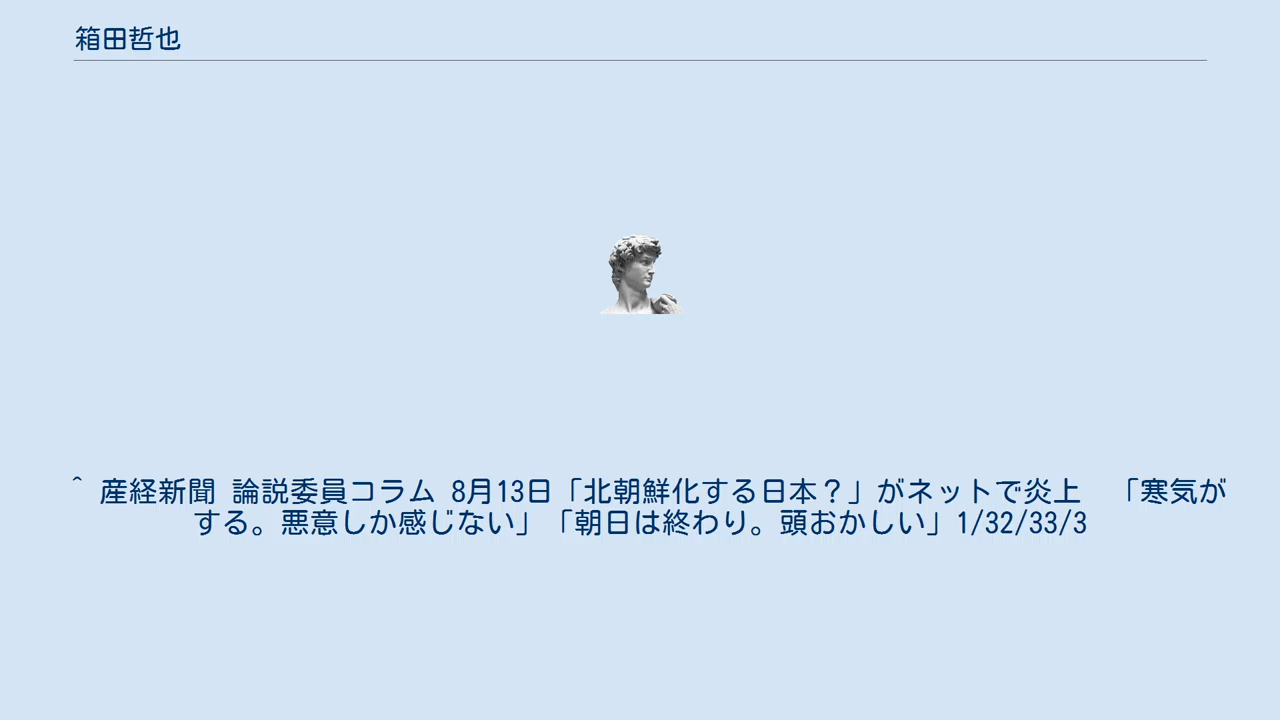 箱田哲也
^ 産経新聞 論説委員コラム 8月13日「北朝鮮化する日本？」がネットで炎上　「寒気が
する。悪意しか感じない」「朝日は終わり。頭おかしい」1/32/33/3